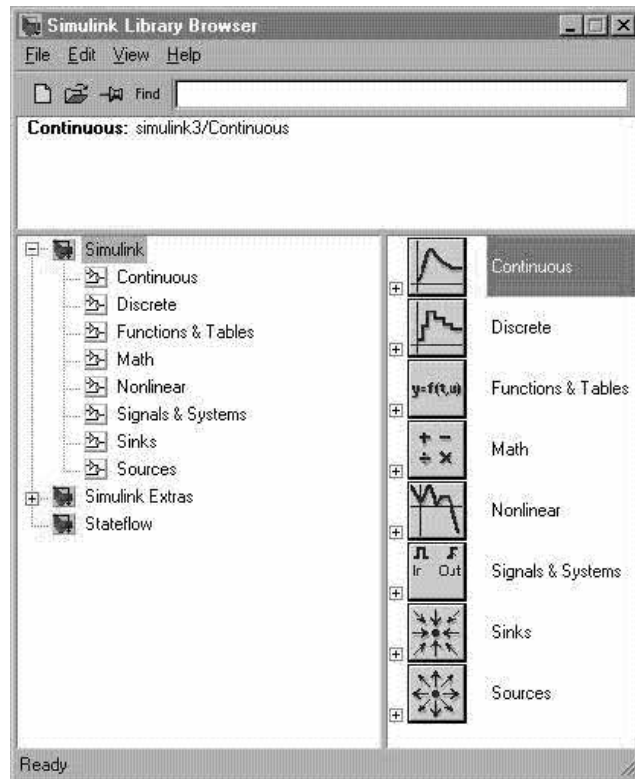 Simulink Library Browser
File Edit View Help
Find
Continuous: simulink3/Continuous
Simulink
Continuous
Discrete
Functions & Tables
Math
Nonlinear
Signals & Systems
Sinks
Sources
Simulink Extras
Stateflow
Continuous
Discrete
y=f(t,u) Functions & Tables
+ − ÷ × Math
Nonlinear
In Out Signals & Systems
Sinks
Sources
Ready